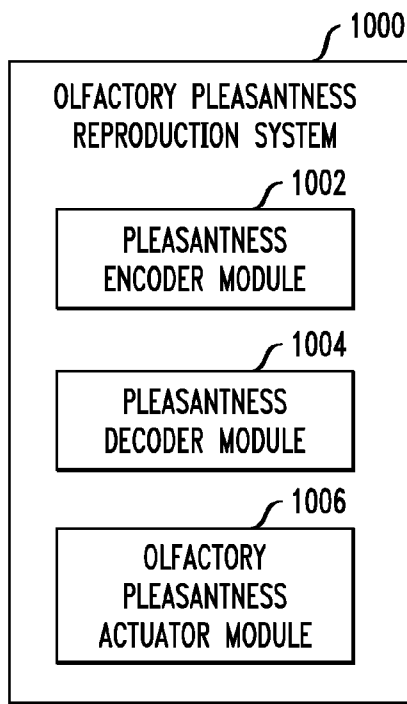 1000
OLFACTORY PLEASANTNESS
REPRODUCTION SYSTEM
1002
PLEASANTNESS
ENCODER MODULE
1004
PLEASANTNESS
DECODER MODULE
1006
OLFACTORY
PLEASANTNESS
ACTUATOR MODULE